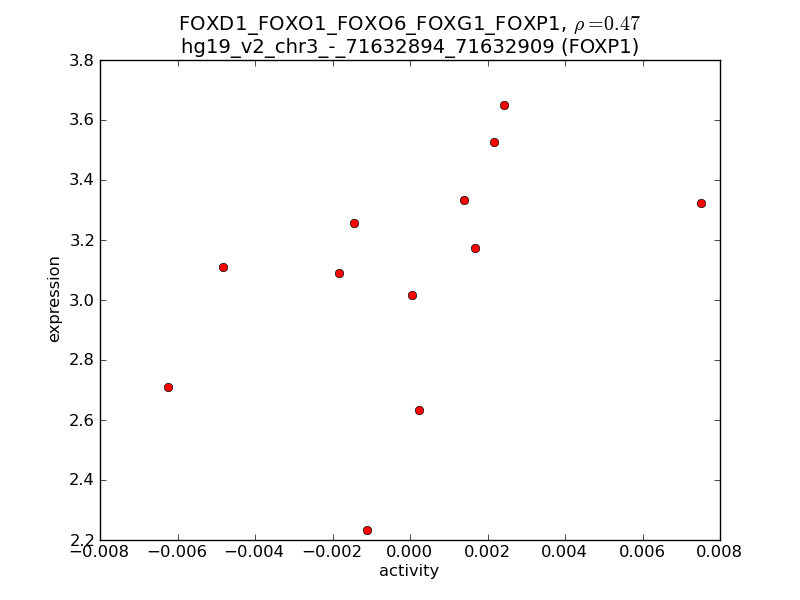 FOXD1_FOXO1_FOXO6_FOXG1_FOXP1, ρ=0.47
hg19_v2_chr3_-_71632894_71632909 (FOXP1)
3.8
3.6
3.4
3.2
3.0
2.8
2.6
2.4
2.2
expression
−0.008 −0.006 −0.004 −0.002 0.000 0.002 0.004 0.006 0.008
activity